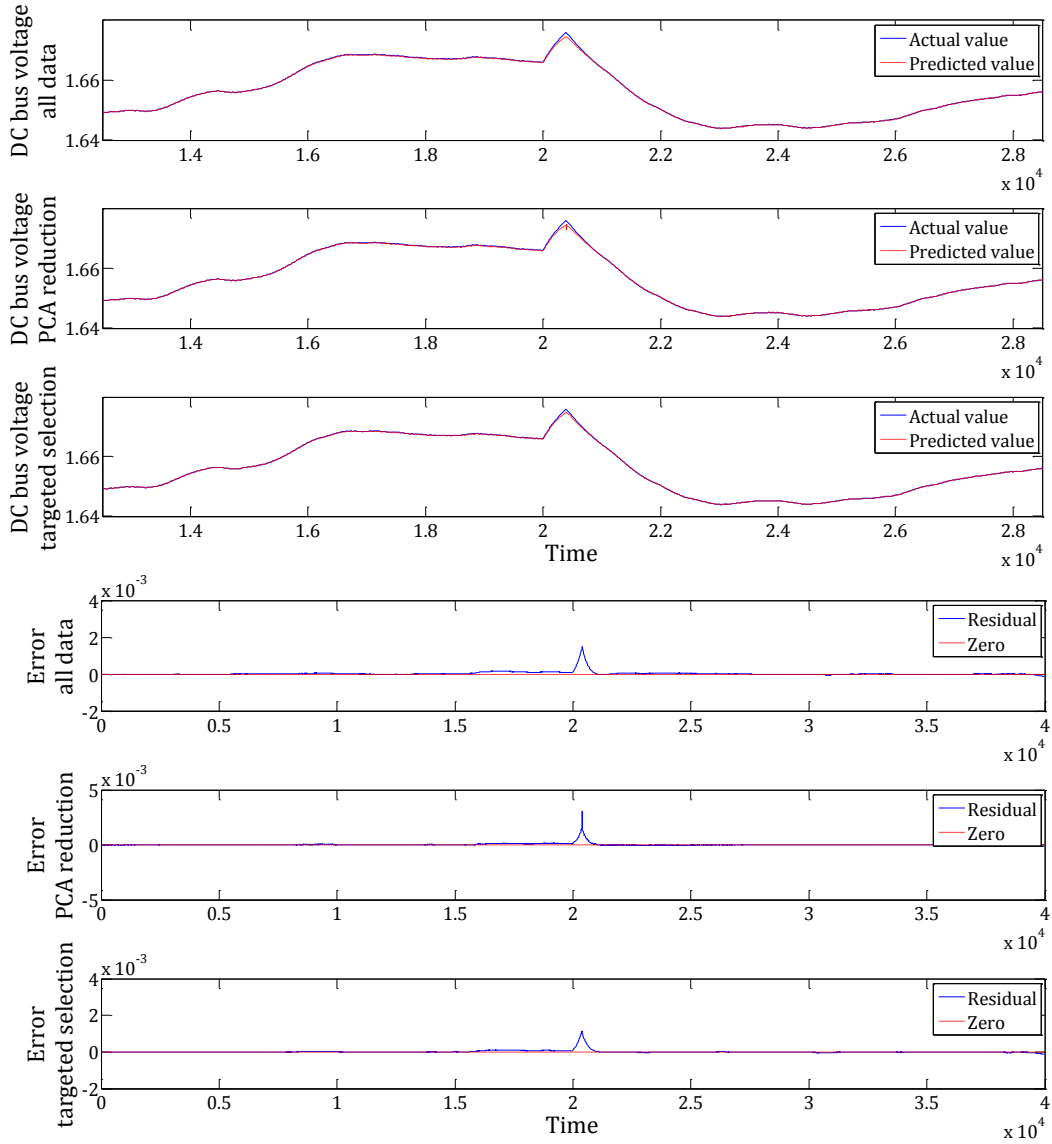 DC bus voltage
all data
1.66
1.64
Actual value
Predicted value
1.4 1.6 1.8 2 2.2 2.4 2.6 2.8
x 10^4
DC bus voltage
PCA reduction
1.66
1.64
Actual value
Predicted value
1.4 1.6 1.8 2 2.2 2.4 2.6 2.8
x 10^4
DC bus voltage
targeted selection
1.66
1.64
Actual value
Predicted value
1.4 1.6 1.8 2 2.2 2.4 2.6 2.8
Time
x 10^4
x 10^-3
Error
all data
4
2
0
-2
Residual
Zero
0 0.5 1 1.5 2 2.5 3 3.5 4
x 10^4
x 10^-3
Error
PCA reduction
5
0
-5
Residual
Zero
0 0.5 1 1.5 2 2.5 3 3.5 4
x 10^4
x 10^-3
Error
targeted selection
4
2
0
-2
Residual
Zero
0 0.5 1 1.5 2 2.5 3 3.5 4
Time
x 10^4